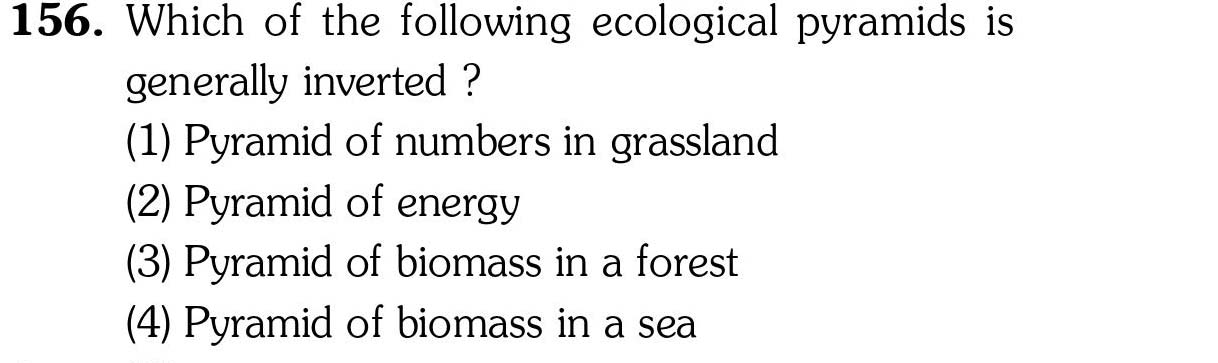 156. Which of the following ecological pyramids is
generally inverted ?
(1) Pyramid of numbers in grassland
(2) Pyramid of energy
(3) Pyramid of biomass in a forest
(4) Pyramid of biomass in a sea